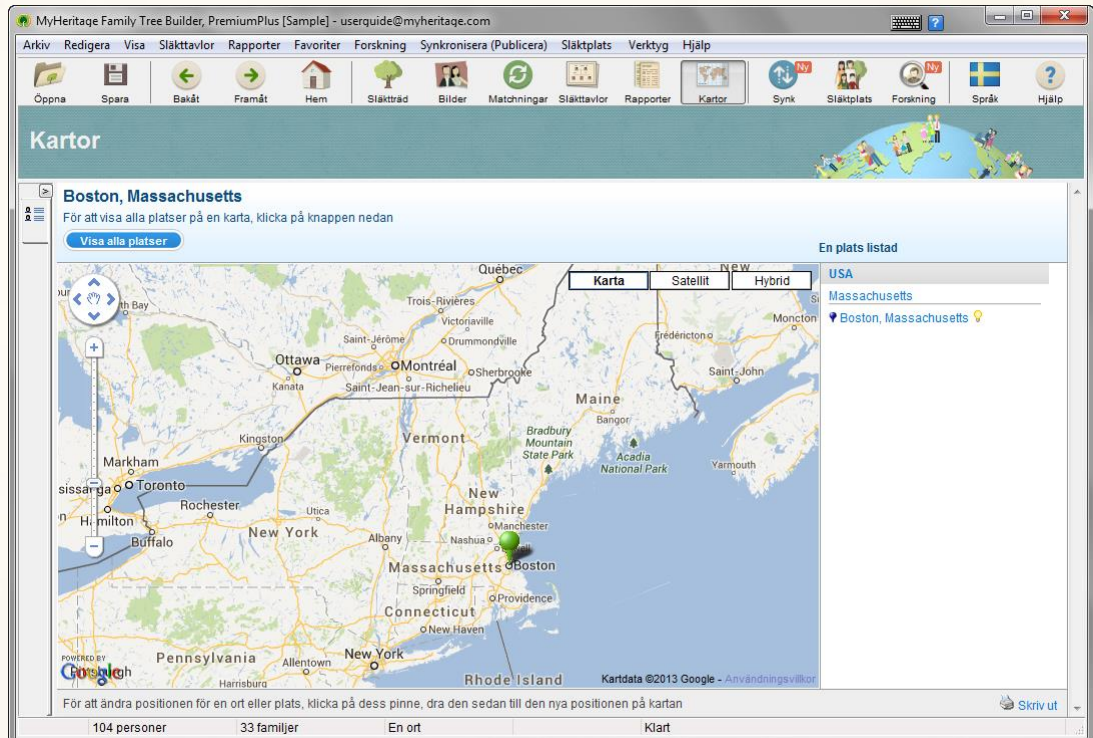 MyHeritage Family Tree Builder, PremiumPlus [Sample] - userguide@myheritage.com
Arkiv Redigera Visa Släkttavlor Rapporter Favoriter Forskning Synkronisera (Publicera) Släktplats Verktyg Hjälp
Ny Ny
Öppna Spara Bakåt Framåt Hem Släktträd Bilder Matchningar Släkttavlor Rapporter Kartor Synk Släktplats Forskning Språk Hjälp
Kartor
Boston, Massachusetts
För att visa alla platser på en karta, klicka på knappen nedan
Visa alla platser
En plats listad
USA
Massachusetts
Boston, Massachusetts
Karta Satellit Hybrid
Québec
New
th Bay
Trois-Rivières
Moncton
Victoriaville
Fredericton
Saint-Jérôme
Drummondville
Ottawa
Pierrefonds
Montréal
Sherbrooke
Saint-John
Kanata
Saint-Jean-sur-Richelieu
Maine
Bangor
Kingston
Vermont
Bradbury
Mountain
State Park
Acadia
National Park
Yarmouth
Markham
Toronto
Rochester
Utica
New
Hampshire
Hamilton
Manchester
Buffalo
New York
Albany
Nashua
Massachusetts
Boston
Springfield
Providence
Connecticut
New Haven
Pennsylvania
Allentown
New York
POWERED BY
Google
Harrisburg
Rhode Island
Kartdata ©2013 Google - Användningsvillkor
För att ändra positionen för en ort eller plats, klicka på dess pinne, dra den sedan till den nya positionen på kartan
Skriv ut
104 personer 33 familjer En ort Klart